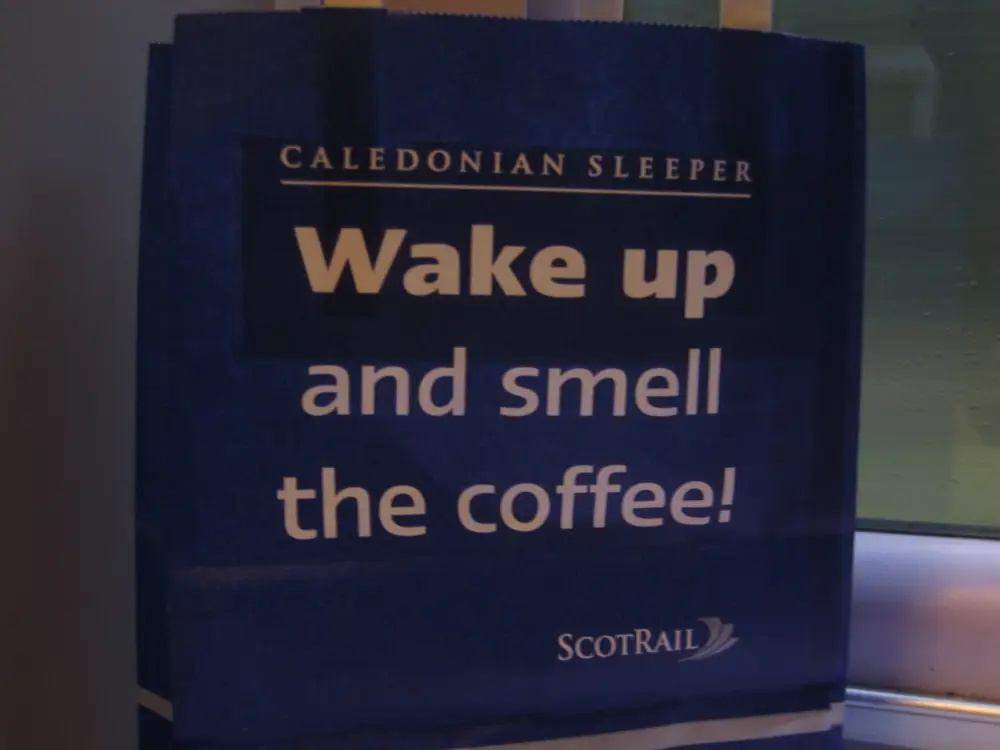 CALEDONIAN SLEEPER
Wake up
and smell
the coffee!
SCOTRAIL